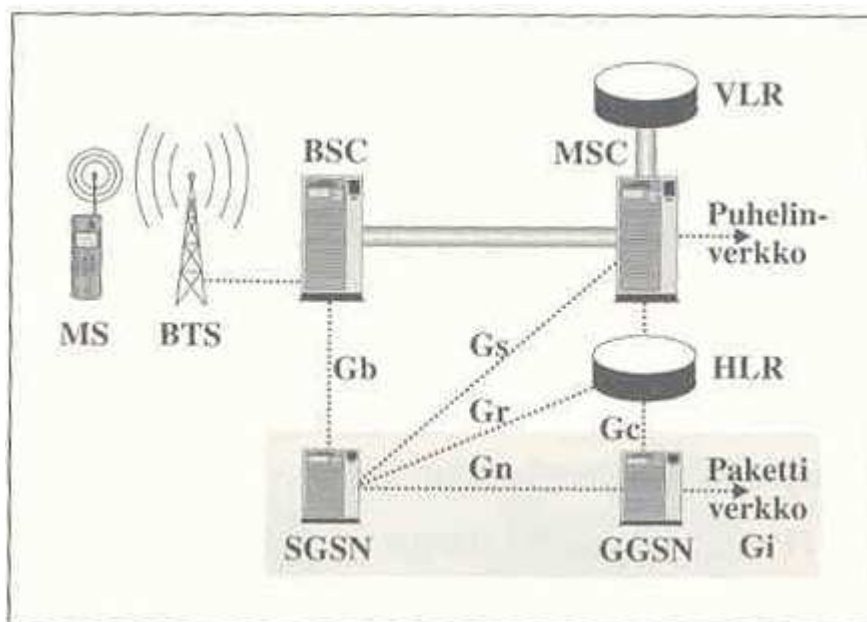 VLR
BSC
MSC
Puhelin-
verkko
MS
BTS
Gs
Gb
HLR
Gr
Gc
Gn
Paketti
verkko
SGSN
GGSN
Gi